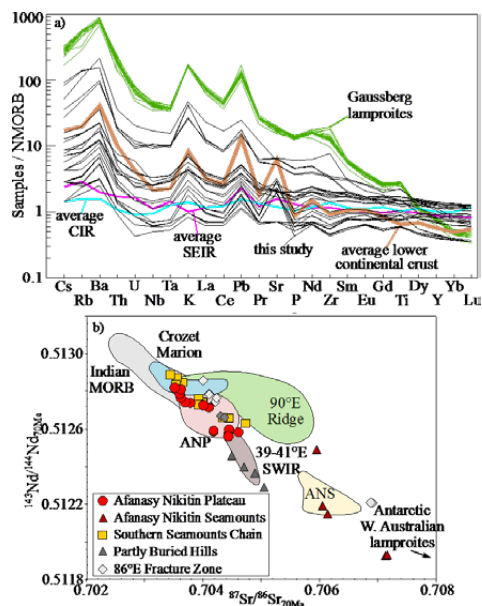 a)
Samples / NMORB
1000
100
10
1
0.1
Gaussberg
lamproites
average
CIR
average
SEIR
this study
average lower
continental crust
Cs Ba U Ta La Pb Sr Nd Sm Gd Dy Yb
Rb Th Nb K Ce Pr P Zr Eu Ti Y Lu
b)
143Nd/144Nd70Ma
0.5130
0.5126
0.5122
0.5118
Crozet
Marion
Indian
MORB
90°E
Ridge
ANP
39-41°E
SWIR
ANS
Antarctic
W. Australian
lamproites
Afanasy Nikitin Plateau
Afanasy Nikitin Seamounts
Southern Seamounts Chain
Partly Buried Hills
86°E Fracture Zone
0.702 0.704 0.706 0.708
87Sr/86Sr70Ma